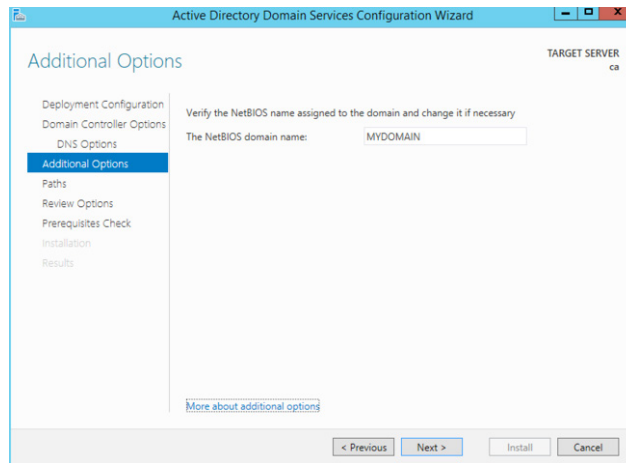 Active Directory Domain Services Configuration Wizard
Additional Options
TARGET SERVER
ca
Deployment Configuration
Domain Controller Options
DNS Options
Additional Options
Paths
Review Options
Prerequisites Check
Installation
Results
Verify the NetBIOS name assigned to the domain and change it if necessary
The NetBIOS domain name: MYDOMAIN
More about additional options
< Previous Next > Install Cancel